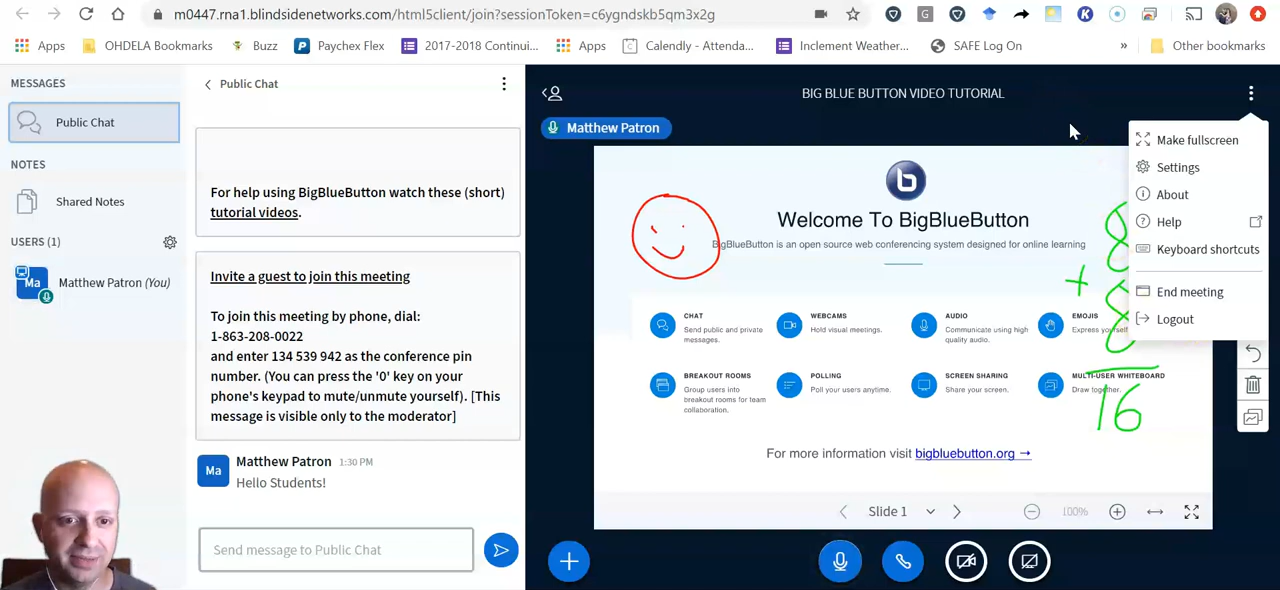 m0447.rna1.blindsidenetworks.com/html5client/join?sessionToken=c6ygndskb5qm3x2g
Apps
OHDELA Bookmarks
Buzz
Paychex Flex
2017-2018 Continui...
Apps
Calendly - Attenda...
Inclement Weather...
SAFE Log On
»
Other bookmarks
MESSAGES
Public Chat
NOTES
Shared Notes
USERS (1)
Ma
Matthew Patron (You)
Public Chat
For help using BigBlueButton watch these (short)
tutorial videos.
Invite a guest to join this meeting
To join this meeting by phone, dial:
1-863-208-0022
and enter 134 539 942 as the conference pin
number. (You can press the '0' key on your
phone's keypad to mute/unmute yourself). [This
message is visible only to the moderator]
Ma
Matthew Patron 1:30 PM
Hello Students!
Send message to Public Chat
BIG BLUE BUTTON VIDEO TUTORIAL
Matthew Patron
b
Welcome To BigBlueButton
BigBlueButton is an open source web conferencing system designed for online learning
CHAT
Send public and private
messages.
WEBCAMS
Hold visual meetings.
AUDIO
Communicate using high
quality audio.
EMOJIS
Express yourself.
BREAKOUT ROOMS
Group users into
breakout rooms for team
collaboration.
POLLING
Poll your users anytime.
SCREEN SHARING
Share your screen.
MULTI-USER WHITEBOARD
Draw together.
8
+ 8
16
For more information visit bigbluebutton.org →
Slide 1
100%
Make fullscreen
Settings
About
Help
Keyboard shortcuts
End meeting
Logout